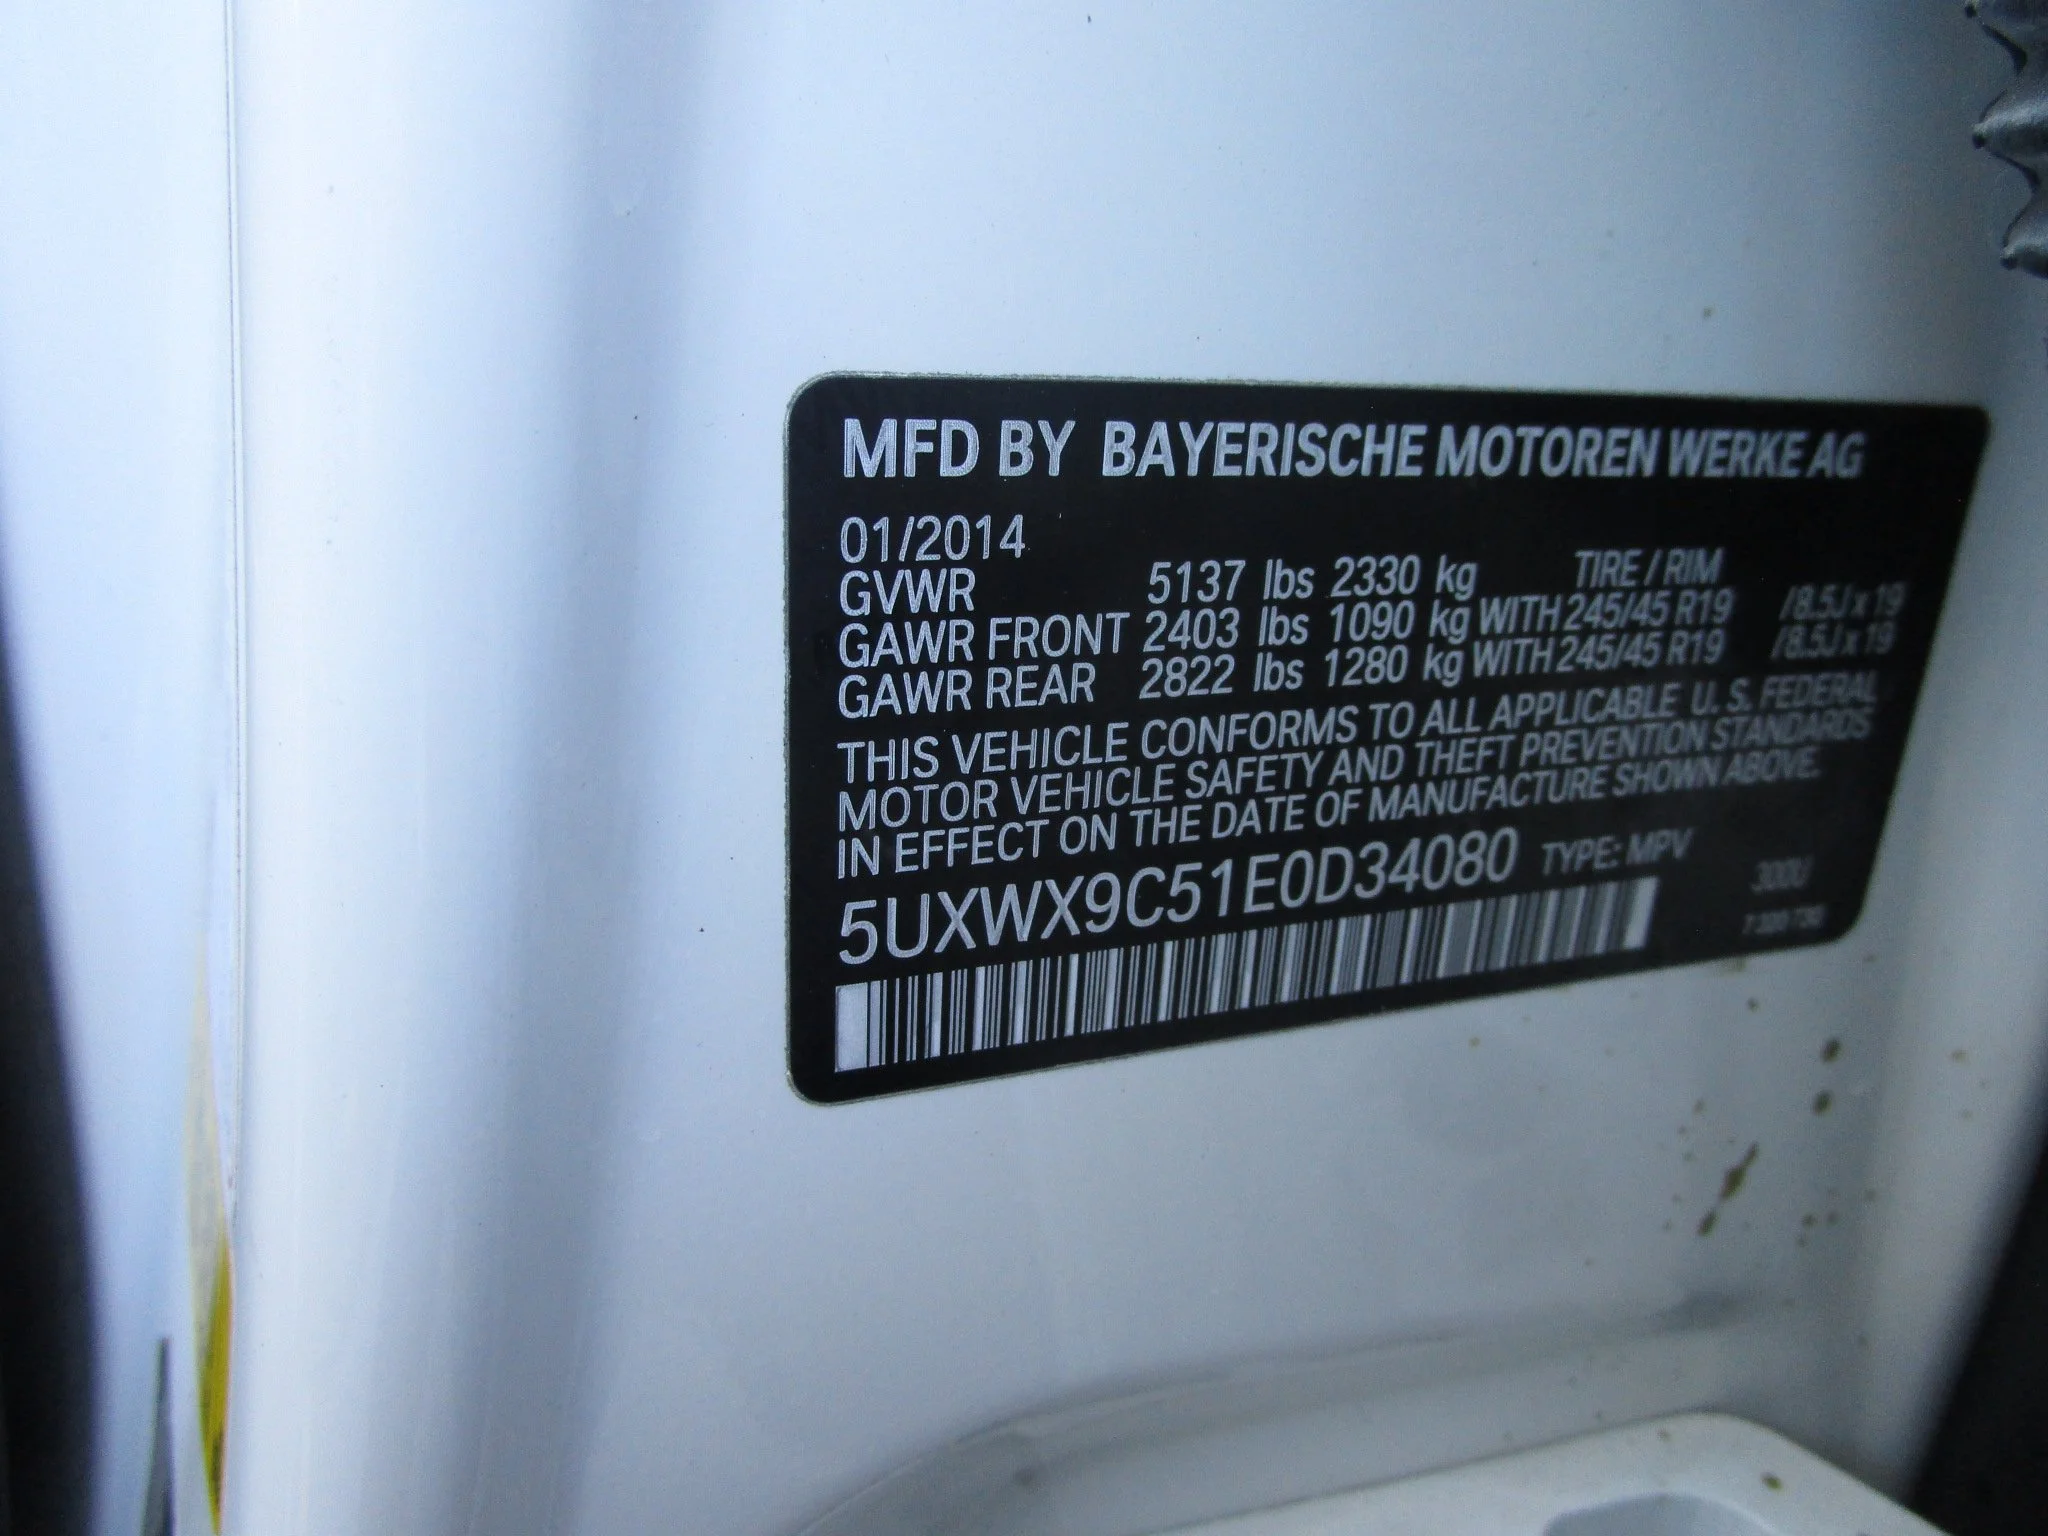 MFD BY BAYERISCHE MOTOREN WERKE AG
01/2014
GVWR 5137 lbs 2330 kg TIRE / RIM
GAWR FRONT 2403 lbs 1090 kg WITH 245/45 R19 /8.5J x 19
GAWR REAR 2822 lbs 1280 kg WITH 245/45 R19 /8.5J x 19
THIS VEHICLE CONFORMS TO ALL APPLICABLE U. S. FEDERAL
MOTOR VEHICLE SAFETY AND THEFT PREVENTION STANDARDS
IN EFFECT ON THE DATE OF MANUFACTURE SHOWN ABOVE.
5UXWX9C51E0D34080 TYPE: MPV
300U